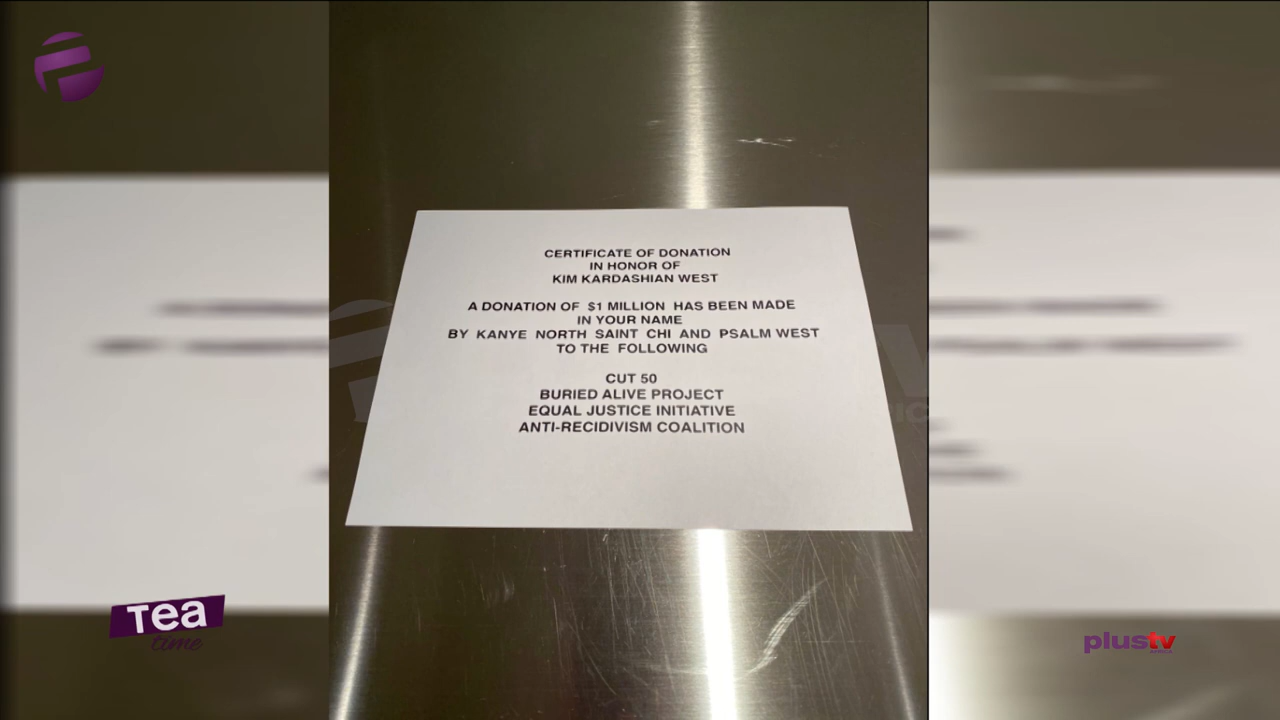 CERTIFICATE OF DONATION
IN HONOR OF
KIM KARDASHIAN WEST
A DONATION OF $1 MILLION HAS BEEN MADE
IN YOUR NAME
BY KANYE NORTH SAINT CHI AND PSALM WEST
TO THE FOLLOWING
CUT 50
BURIED ALIVE PROJECT
EQUAL JUSTICE INITIATIVE
ANTI-RECIDIVISM COALITION
Tea
time
plustv